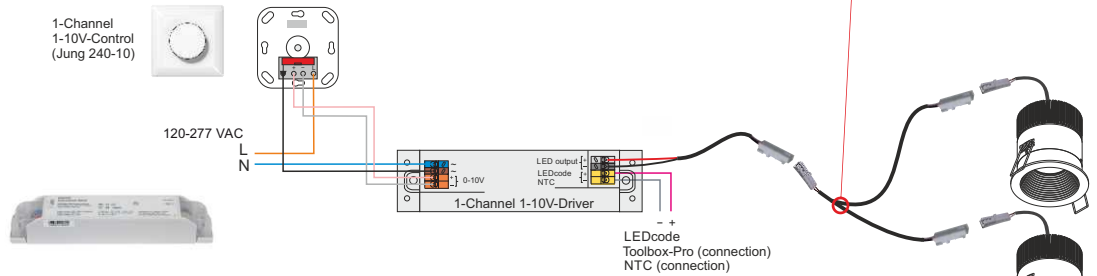 1-Channel
1-10V-Control
(Jung 240-10)
+ −
120-277 VAC
L
N
~
~
+
-
0-10V
LED output
+
-
LEDcode
NTC
+
-
1-Channel 1-10V-Driver
− +
LEDcode
Toolbox-Pro (connection)
NTC (connection)